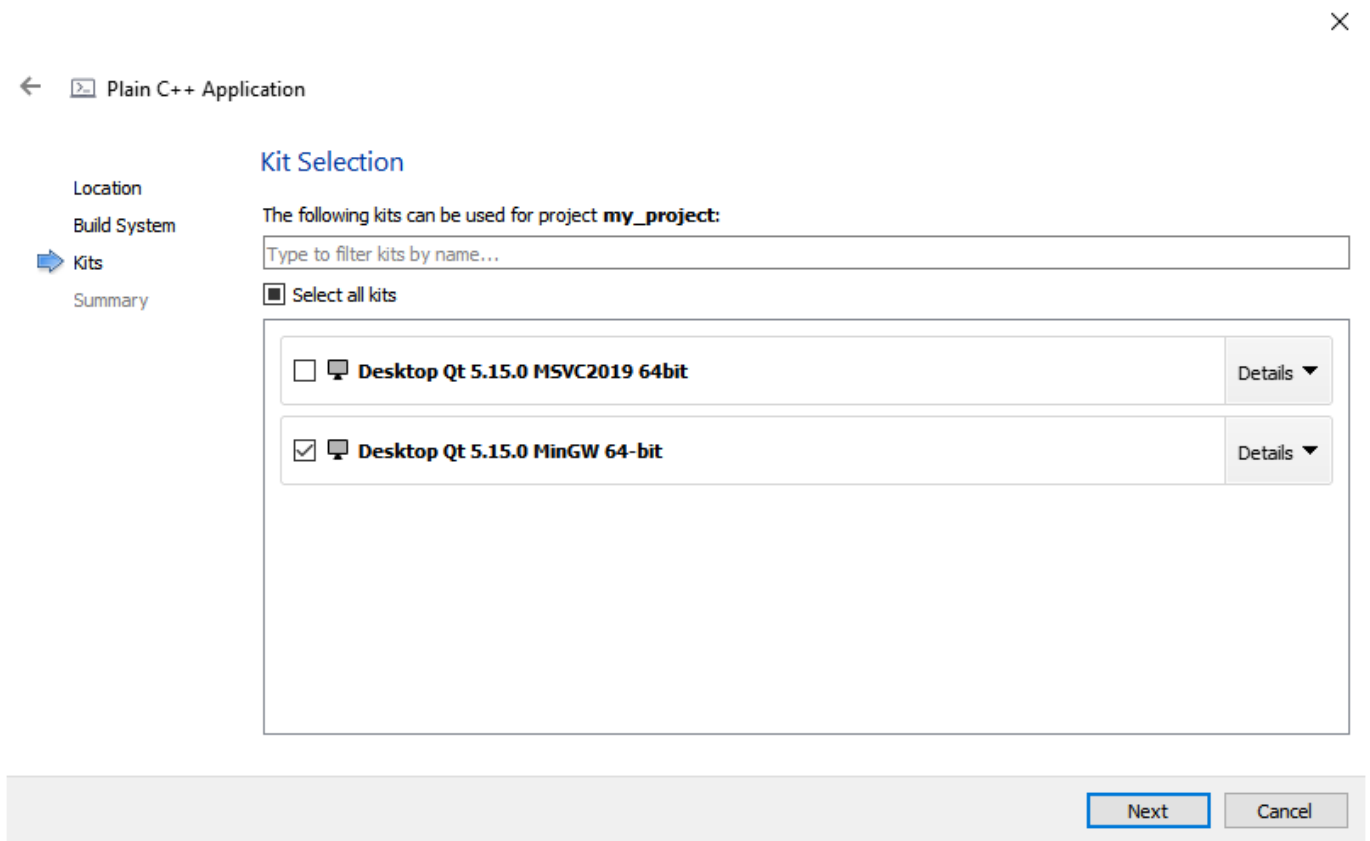 Plain C++ Application
Location
Build System
Kits
Summary
Kit Selection
The following kits can be used for project my_project:
Type to filter kits by name...
Select all kits
Desktop Qt 5.15.0 MSVC2019 64bit
Details
Desktop Qt 5.15.0 MinGW 64-bit
Details
Next
Cancel